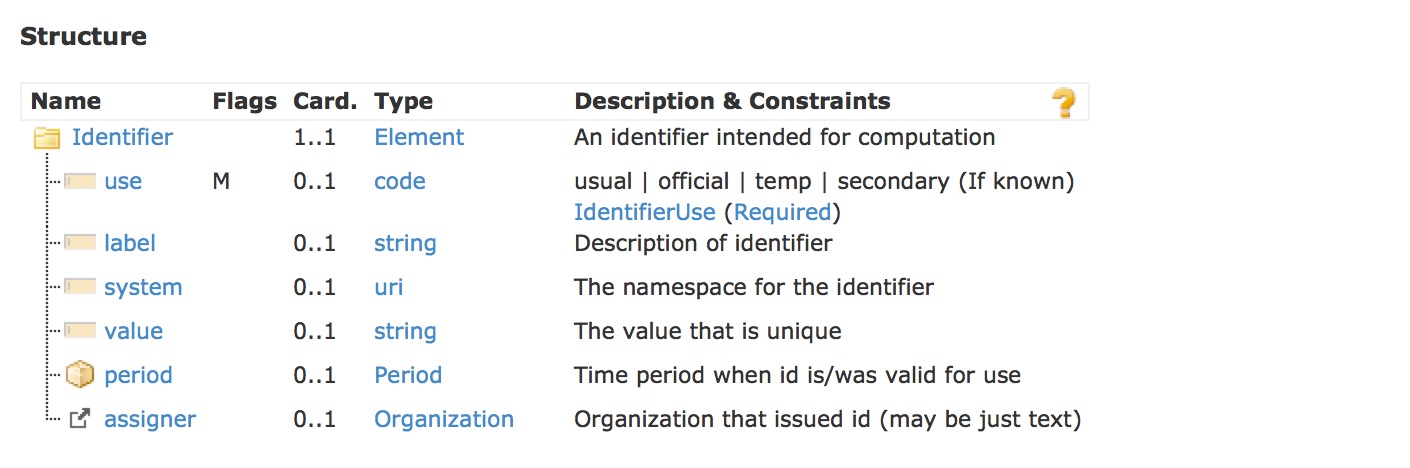 Structure
Name Flags Card. Type Description & Constraints ?
Identifier 1..1 Element An identifier intended for computation
use M 0..1 code usual | official | temp | secondary (If known)
IdentifierUse (Required)
label 0..1 string Description of identifier
system 0..1 uri The namespace for the identifier
value 0..1 string The value that is unique
period 0..1 Period Time period when id is/was valid for use
assigner 0..1 Organization Organization that issued id (may be just text)